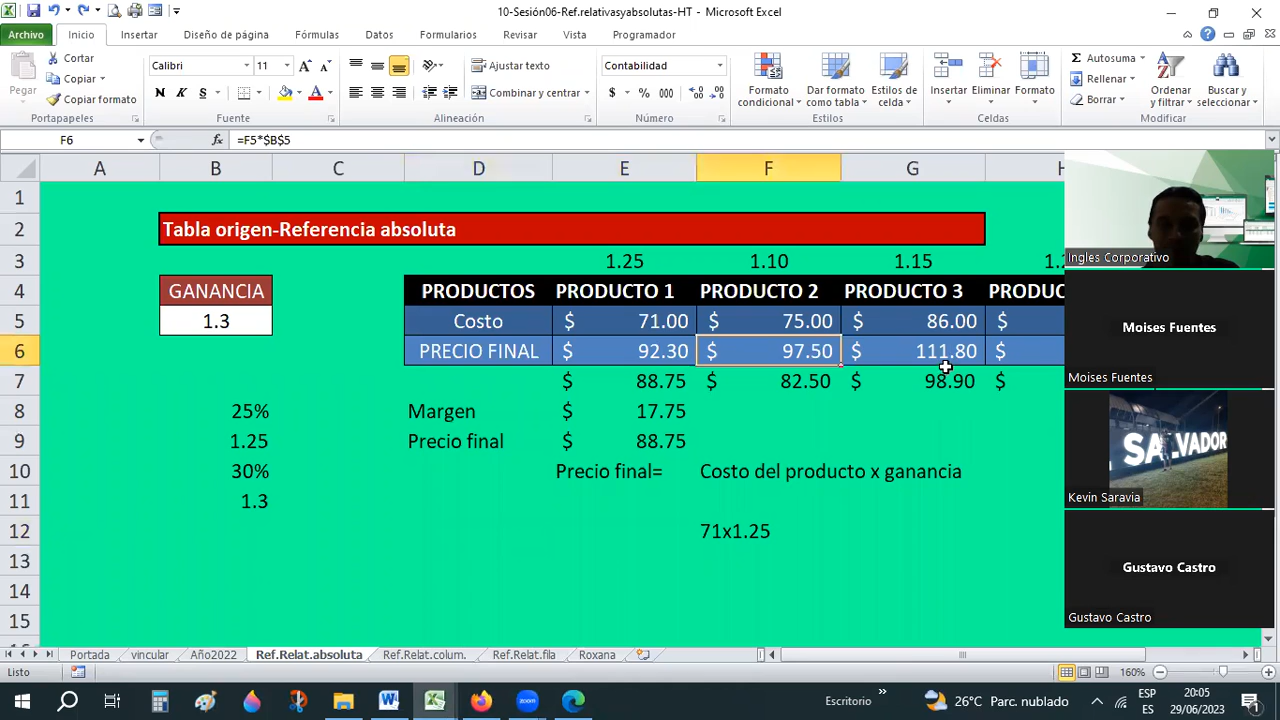 10-Sesión06-Ref.relativasyabsolutas-HT - Microsoft Excel
Archivo Inicio Insertar Diseño de página Fórmulas Datos Formularios Revisar Vista Programador
Pegar
Cortar
Copiar
Copiar formato
Portapapeles
Calibri 11
N K S
Fuente
Ajustar texto
Combinar y centrar
Alineación
Contabilidad
$ % 000
Número
Formato condicional
Dar formato como tabla
Estilos de celda
Estilos
Insertar Eliminar Formato
Celdas
Σ Autosuma
Rellenar
Borrar
Ordenar y filtrar
Buscar y seleccionar
Modificar
F6 fx =F5*$B$5
A B C D E F G H
1
2 Tabla origen-Referencia absoluta
3 1.25 1.10 1.15
4 GANANCIA PRODUCTOS PRODUCTO 1 PRODUCTO 2 PRODUCTO 3
5 1.3 Costo $ 71.00 $ 75.00 $ 86.00 $
6 PRECIO FINAL $ 92.30 $ 97.50 $ 111.80 $
7 $ 88.75 $ 82.50 $ 98.90 $
8 25% Margen $ 17.75
9 1.25 Precio final $ 88.75
10 30% Precio final= Costo del producto x ganancia
11 1.3
12 71x1.25
13
14
15
Ingles Corporativo
Moises Fuentes
Moises Fuentes
SALVADOR
Kevin Saravia
Gustavo Castro
Gustavo Castro
Portada vincular Año2022 Ref.Relat.absoluta Ref.Relat.colum. Ref.Relat.fila Roxana
Listo 160%
Escritorio 26°C Parc. nublado ESP ES 20:05 29/06/2023